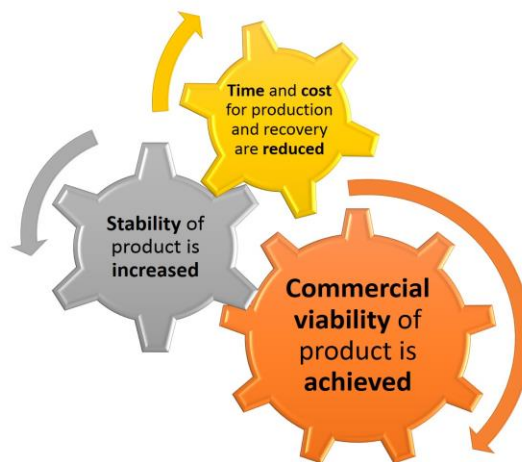 Time and cost
for production
and recovery
are reduced
Stability of
product is
increased
Commercial
viability of
product is
achieved